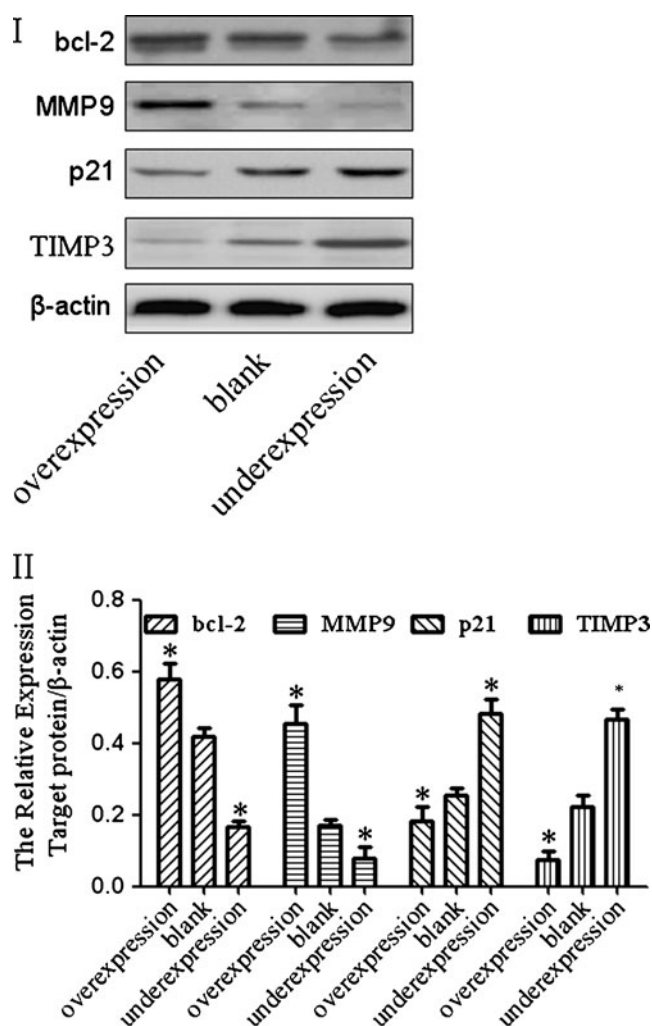 I
bcl-2
MMP9
p21
TIMP3
β-actin
overexpression
blank
underexpression
II
The Relative Expression
Target protein/β-actin
0.8
0.6
0.4
0.2
0.0
bcl-2 MMP9 p21 TIMP3
* * * * * * * *
overexpression blank underexpression overexpression blank underexpression overexpression blank underexpression overexpression blank underexpression